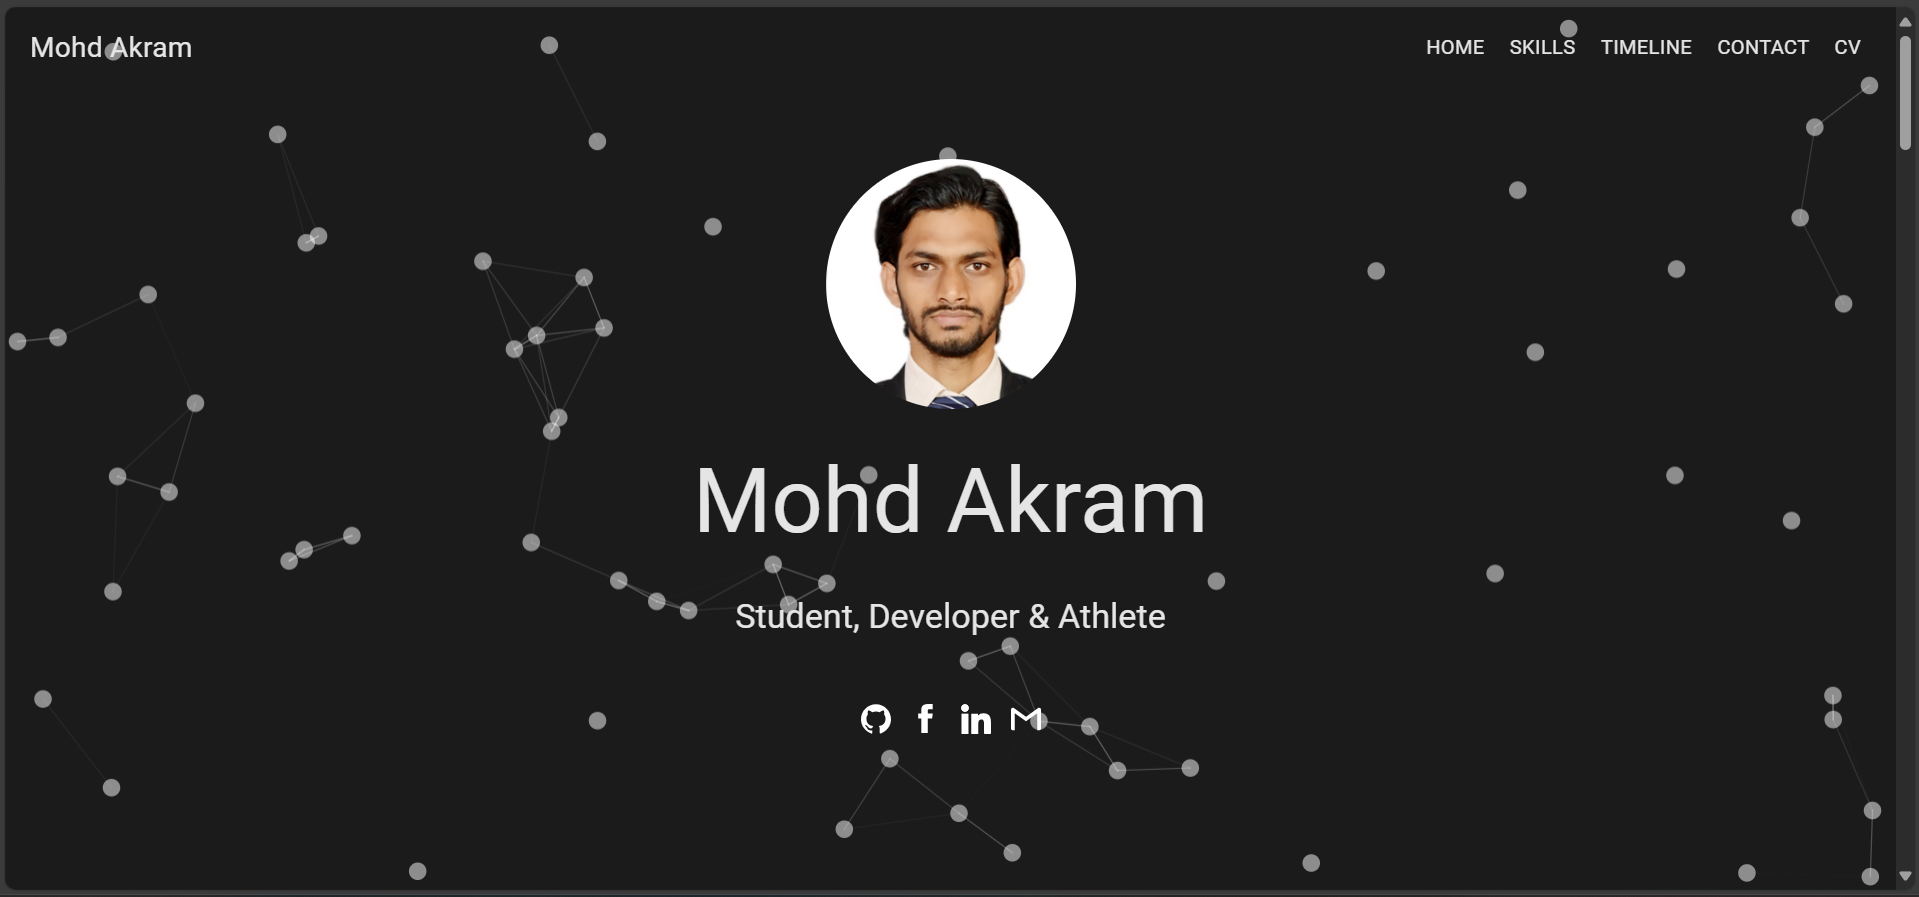 Mohd Akram
HOME SKILLS TIMELINE CONTACT CV
Mohd Akram
Student, Developer & Athlete